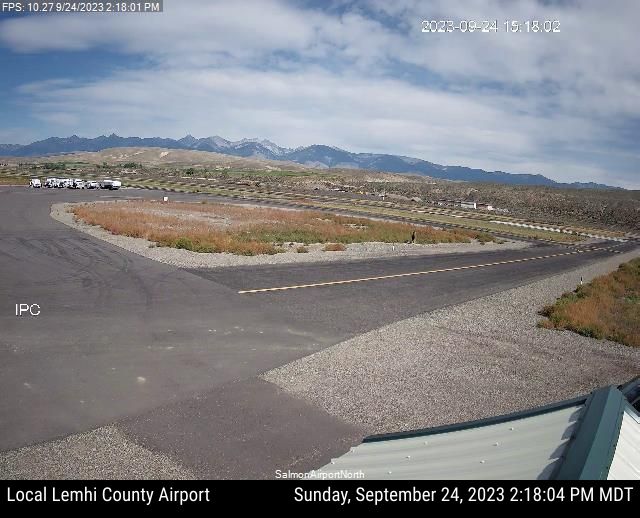 FPS: 10.27 9/24/2023 2:18:01 PM
2023-09-24 15:18:02
IPC
SalmonAirportNorth
Local Lemhi County Airport
Sunday, September 24, 2023 2:18:04 PM MDT